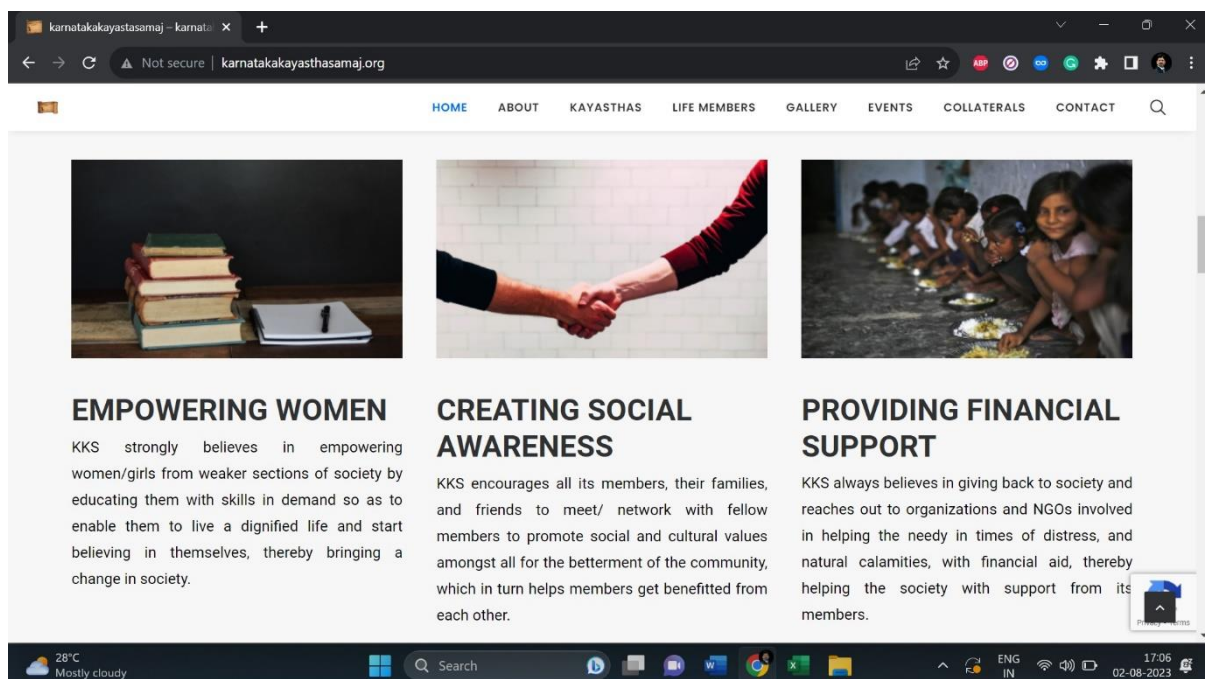 karnatakakayastasamaj – karnata
Not secure | karnatakakayasthasamaj.org
ABP
HOME ABOUT KAYASTHAS LIFE MEMBERS GALLERY EVENTS COLLATERALS CONTACT
EMPOWERING WOMEN
KKS strongly believes in empowering
women/girls from weaker sections of society by
educating them with skills in demand so as to
enable them to live a dignified life and start
believing in themselves, thereby bringing a
change in society.
CREATING SOCIAL
AWARENESS
KKS encourages all its members, their families,
and friends to meet/ network with fellow
members to promote social and cultural values
amongst all for the betterment of the community,
which in turn helps members get benefitted from
each other.
PROVIDING FINANCIAL
SUPPORT
KKS always believes in giving back to society and
reaches out to organizations and NGOs involved
in helping the needy in times of distress, and
natural calamities, with financial aid, thereby
helping the society with support from its
members.
28°C
Mostly cloudy
Search
ENG
IN
17:06
02-08-2023